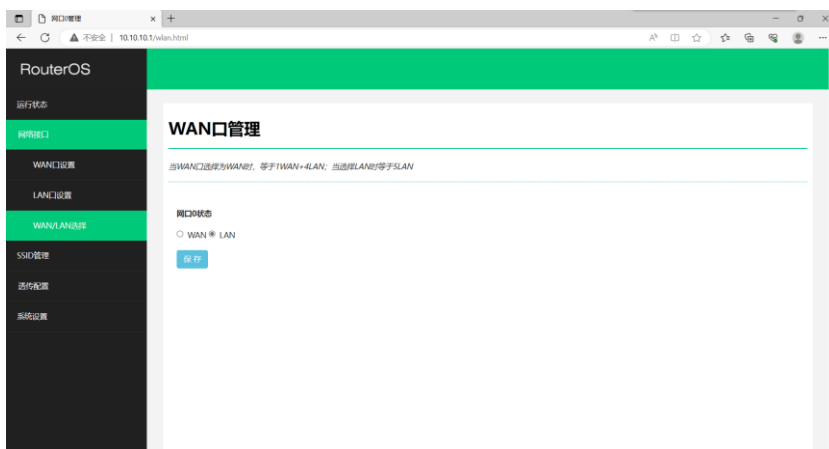 网口0管理
不安全 | 10.10.10.1/wlan.html
RouterOS
运行状态
网络接口
WAN口设置
LAN口设置
WAN/LAN选择
SSID管理
透传配置
系统设置
WAN口管理
当WAN口选择为WAN时，等于1WAN+4LAN；当选择LAN时等于5LAN
网口0状态
WAN LAN
保存